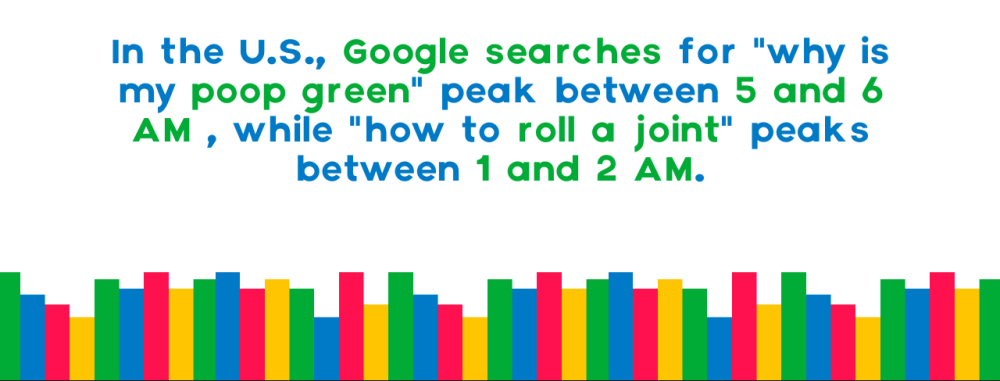 In the U.S., Google searches for "why is
my poop green" peak between 5 and 6
AM , while "how to roll a joint" peaks
between 1 and 2 AM.